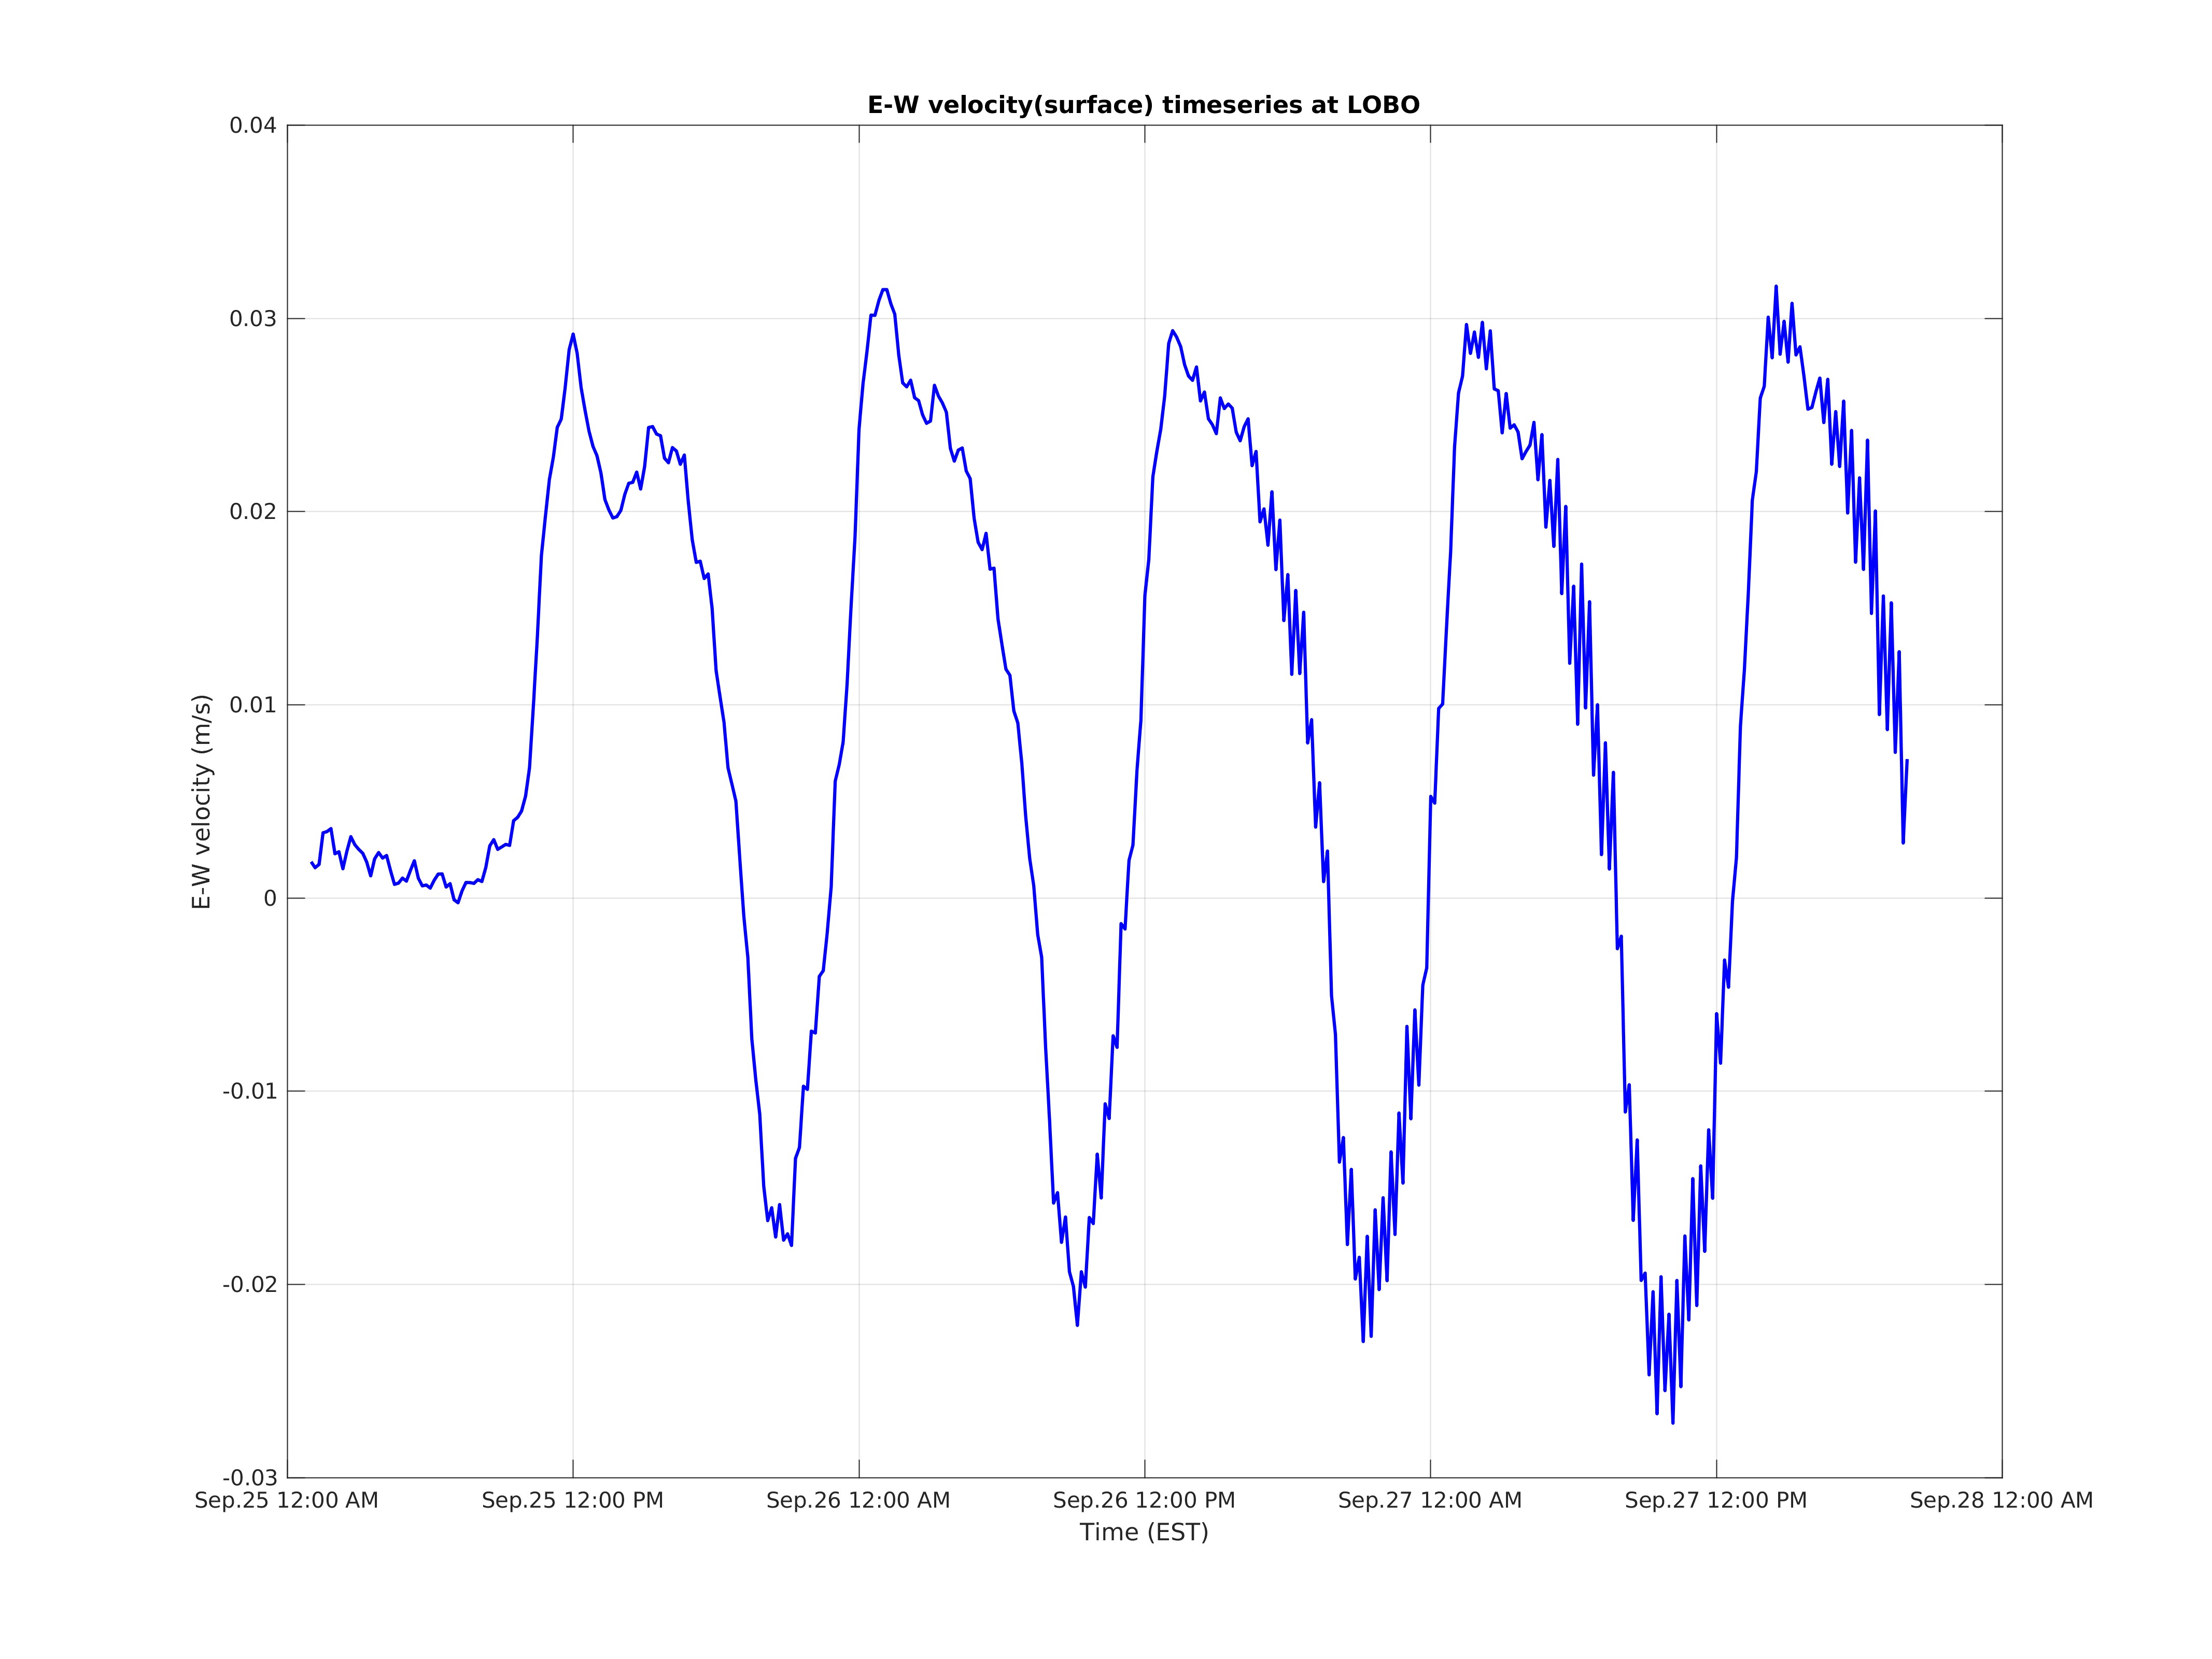 E-W velocity(surface) timeseries at LOBO
0.04
0.03
0.02
0.01
0
-0.01
-0.02
-0.03
E-W velocity (m/s)
Sep.25 12:00 AM Sep.25 12:00 PM Sep.26 12:00 AM Sep.26 12:00 PM Sep.27 12:00 AM Sep.27 12:00 PM Sep.28 12:00 AM
Time (EST)